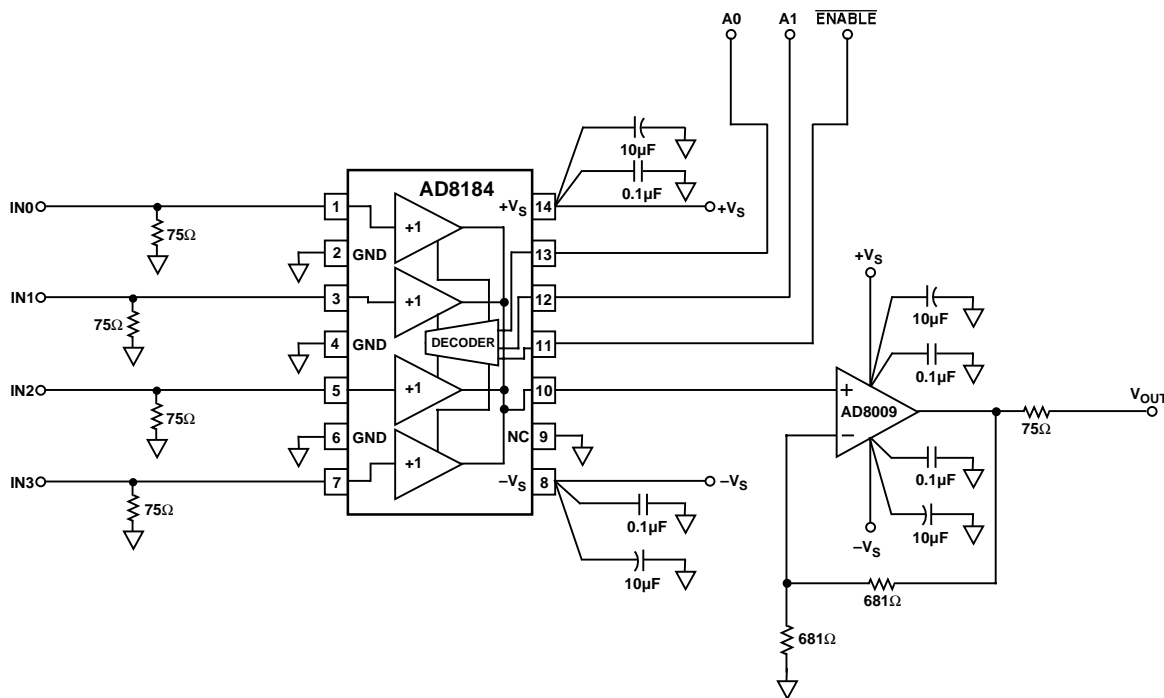 A0 A1 ENABLE
10µF
0.1µF
AD8184
IN0
75Ω
1
+1
+VS
14
+VS
2
GND
13
IN1
75Ω
3
+1
12
4
GND
DECODER
11
IN2
75Ω
5
+1
10
6
GND
NC
9
IN3
75Ω
7
+1
–VS
8
–VS
0.1µF
10µF
+VS
10µF
0.1µF
+
AD8009
–
75Ω
VOUT
0.1µF
10µF
–VS
681Ω
681Ω